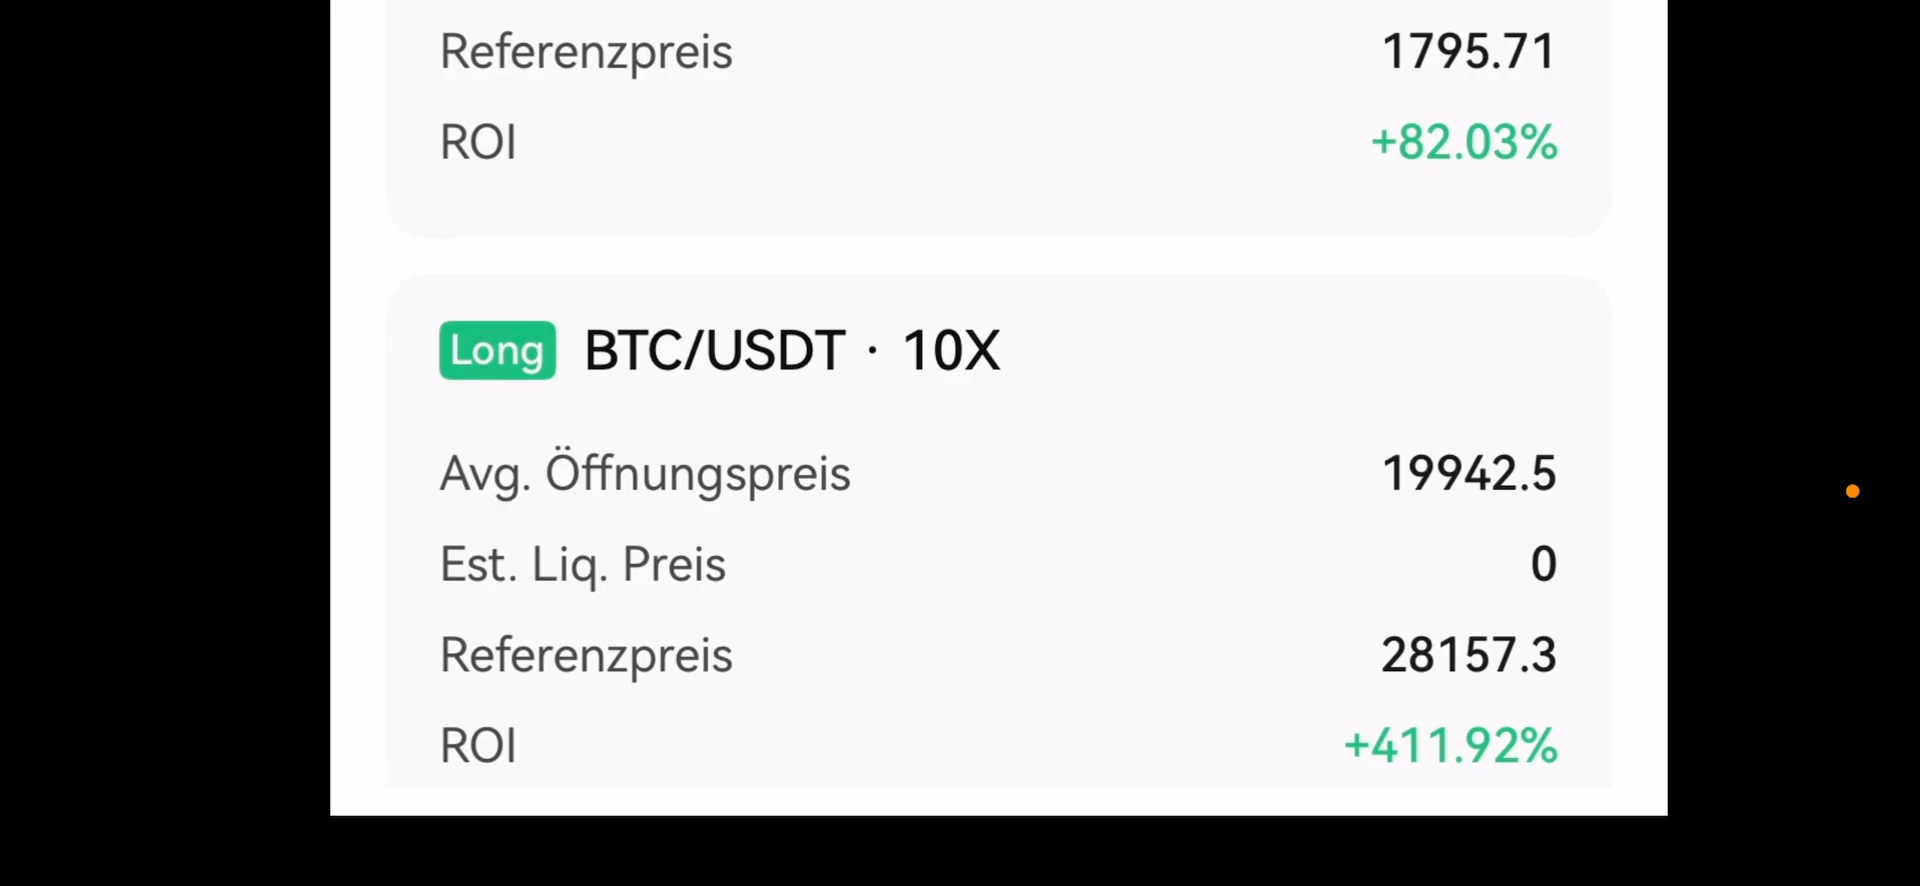 Referenzpreis 1795.71
ROI +82.03%
Long BTC/USDT · 10X
Avg. Öffnungspreis 19942.5
Est. Liq. Preis 0
Referenzpreis 28157.3
ROI +411.92%